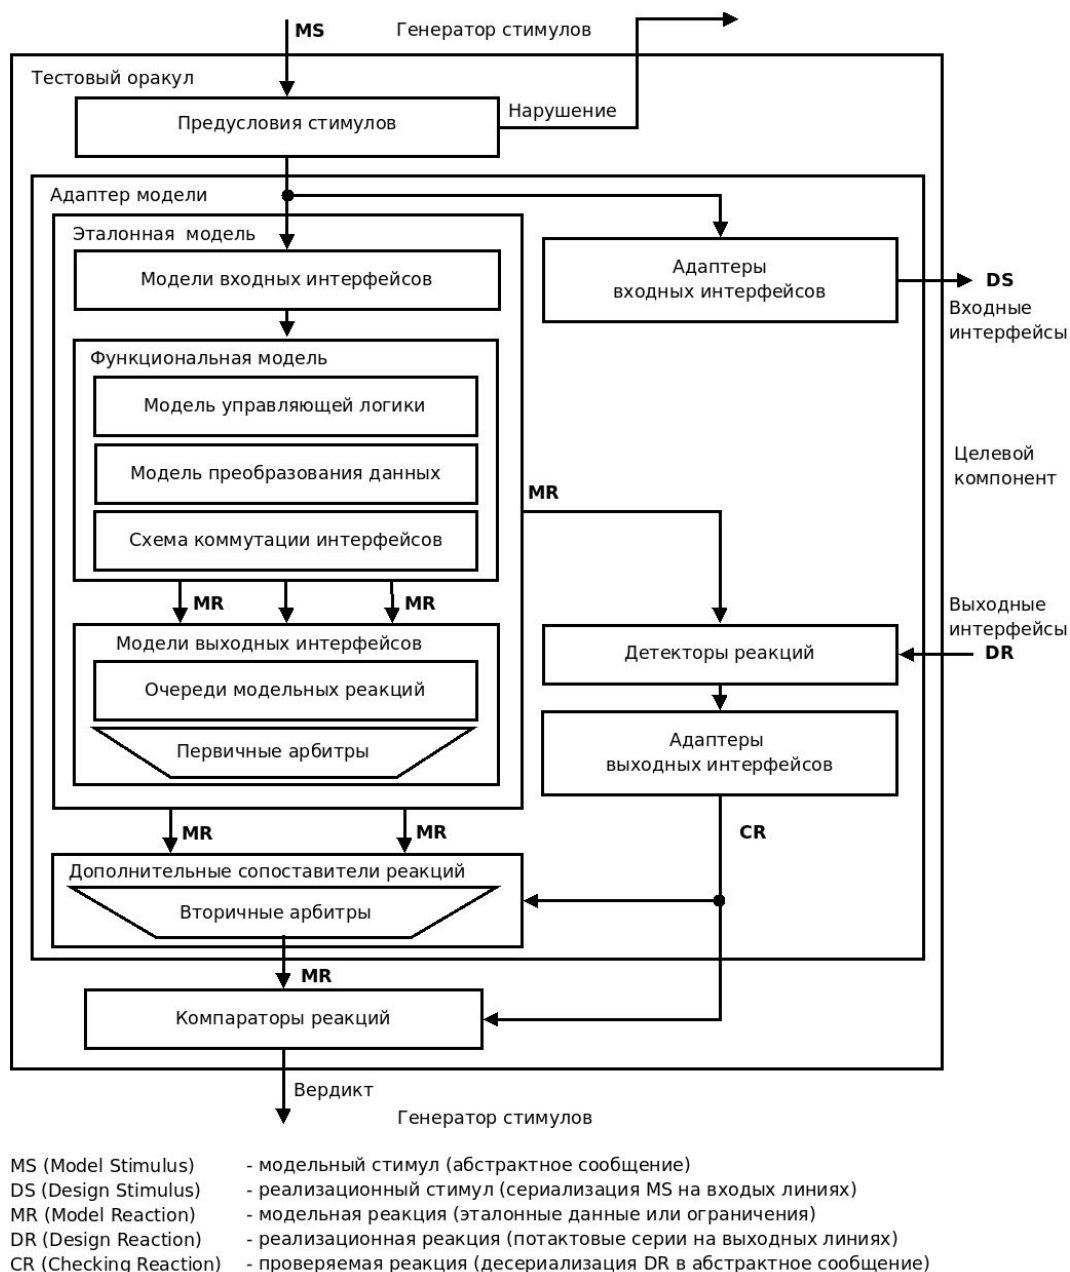 MS
Генератор стимулов
Тестовый оракул
Предусловия стимулов
Нарушение
Адаптер модели
Эталонная модель
Модели входных интерфейсов
Адаптеры
входных интерфейсов
DS
Входные
интерфейсы
Функциональная модель
Модель управляющей логики
Модель преобразования данных
Схема коммутации интерфейсов
MR
Целевой
компонент
MR
MR
Модели выходных интерфейсов
Очереди модельных реакций
Первичные арбитры
Выходные
интерфейсы
DR
Детекторы реакций
Адаптеры
выходных интерфейсов
MR
MR
CR
Дополнительные сопоставители реакций
Вторичные арбитры
MR
Компараторы реакций
Вердикт
Генератор стимулов
MS (Model Stimulus) - модельный стимул (абстрактное сообщение)
DS (Design Stimulus) - реализационный стимул (сериализация MS на входых линиях)
MR (Model Reaction) - модельная реакция (эталонные данные или ограничения)
DR (Design Reaction) - реализационная реакция (потактовые серии на выходных линиях)
CR (Checking Reaction) - проверяемая реакция (десериализация DR в абстрактное сообщение)